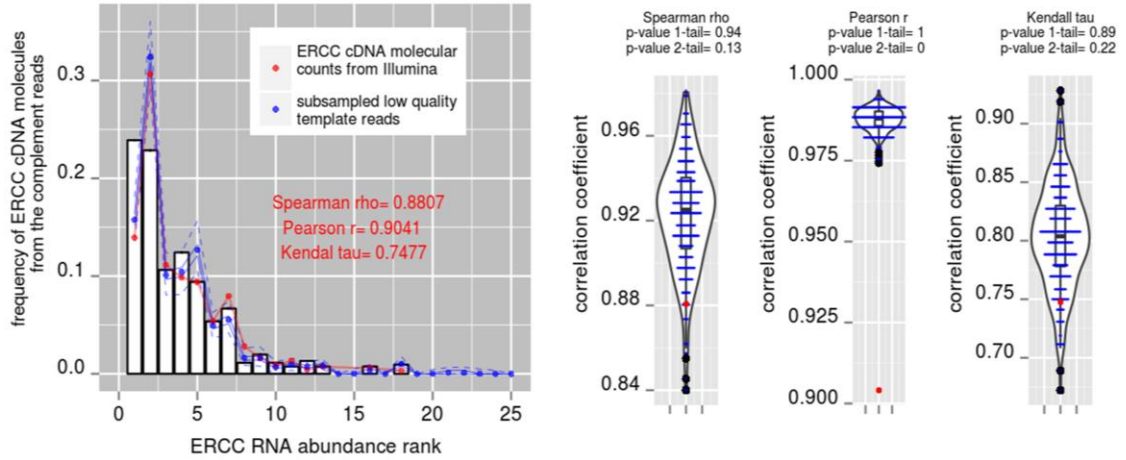 frequency of ERCC cDNA molecules
from the complement reads
0.3
0.2
0.1
0.0
0
5
10
15
20
25
ERCC RNA abundance rank
ERCC cDNA molecular
counts from Illumina
subsampled low quality
template reads
Spearman rho= 0.8807
Pearson r= 0.9041
Kendal tau= 0.7477
Spearman rho
p-value 1-tail= 0.94
p-value 2-tail= 0.13
correlation coefficient
0.96
0.92
0.88
0.84
Pearson r
p-value 1-tail= 1
p-value 2-tail= 0
correlation coefficient
1.000
0.975
0.950
0.925
0.900
Kendall tau
p-value 1-tail= 0.89
p-value 2-tail= 0.22
correlation coefficient
0.90
0.85
0.80
0.75
0.70